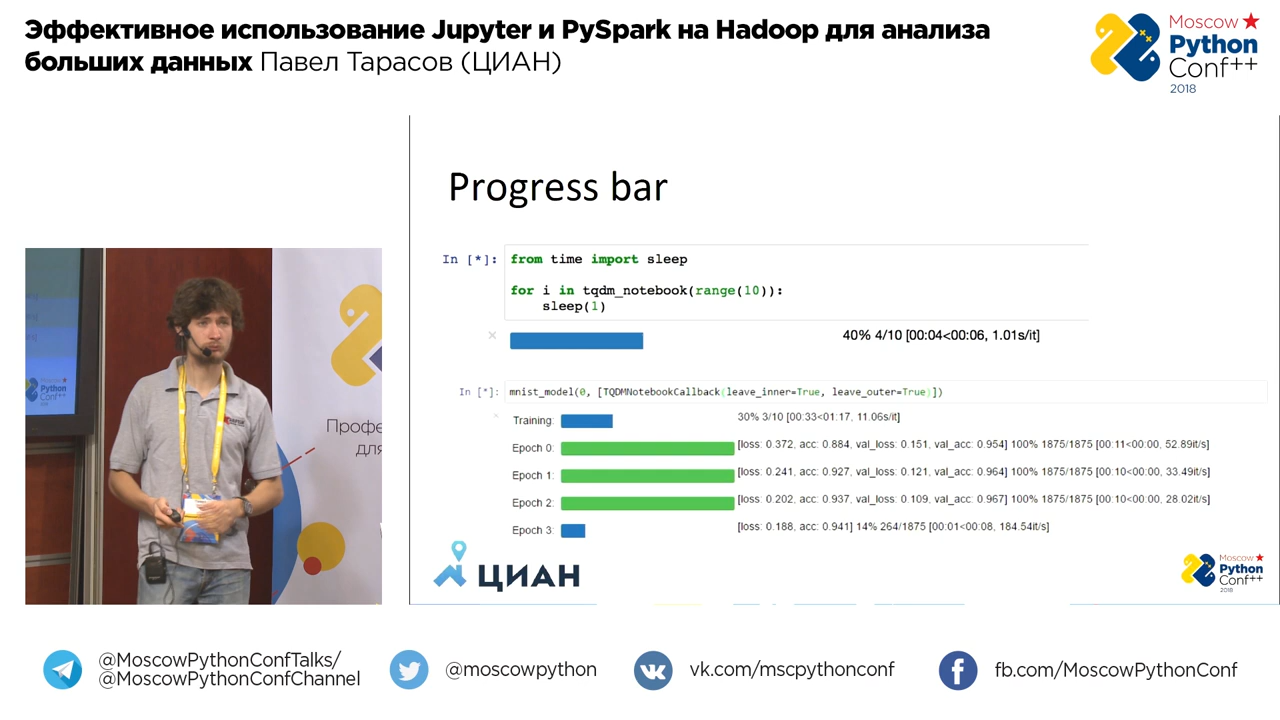 Эффективное использование Jupyter и PySpark на Hadoop для анализа
больших данных Павел Тарасов (ЦИАН)
Moscow
Python
Conf++
2018
Progress bar
In [*]:
from time import sleep
for i in tqdm_notebook(range(10)):
sleep(1)
40% 4/10 [00:04<00:06, 1.01s/it]
In [*]: mnist_model(0, [TQDMNotebookCallback(leave_inner=True, leave_outer=True)])
Training: 30% 3/10 [00:33<01:17, 11.06s/it]
Epoch 0: [loss: 0.372, acc: 0.884, val_loss: 0.151, val_acc: 0.954] 100% 1875/1875 [00:11<00:00, 52.89it/s]
Epoch 1: [loss: 0.241, acc: 0.927, val_loss: 0.121, val_acc: 0.964] 100% 1875/1875 [00:10<00:00, 33.49it/s]
Epoch 2: [loss: 0.202, acc: 0.937, val_loss: 0.109, val_acc: 0.967] 100% 1875/1875 [00:10<00:00, 28.02it/s]
Epoch 3: [loss: 0.188, acc: 0.941] 14% 264/1875 [00:01<00:08, 184.54it/s]
ЦИАН
Moscow
Python
Conf++
2018
Moscow
Python
Conf++
Профе
для
@MoscowPythonConfTalks/
@MoscowPythonConfChannel
@moscowpython
vk.com/mscpythonconf
fb.com/MoscowPythonConf